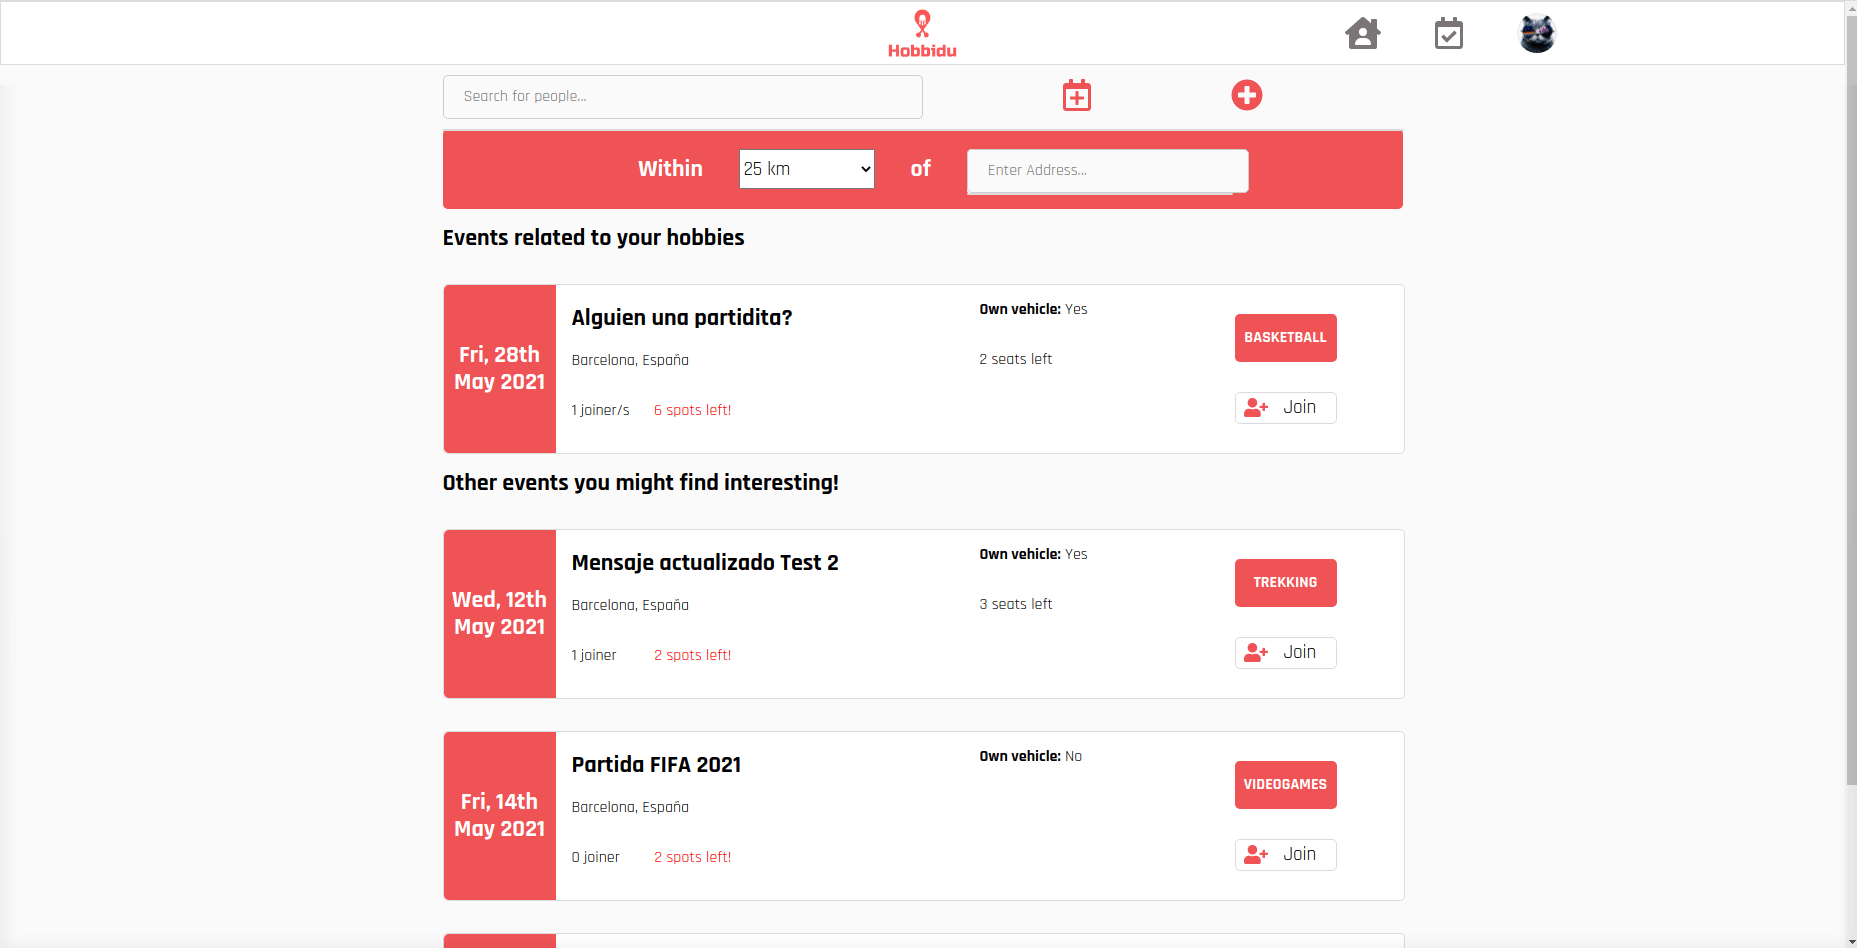 Hobbidu
Search for people...
Within 25 km of Enter Address...
Events related to your hobbies
Fri, 28th
May 2021
Alguien una partidita?
Barcelona, España
1 joiner/s 6 spots left!
Own vehicle: Yes
2 seats left
BASKETBALL
Join
Other events you might find interesting!
Wed, 12th
May 2021
Mensaje actualizado Test 2
Barcelona, España
1 joiner 2 spots left!
Own vehicle: Yes
3 seats left
TREKKING
Join
Fri, 14th
May 2021
Partida FIFA 2021
Barcelona, España
0 joiner 2 spots left!
Own vehicle: No
VIDEOGAMES
Join